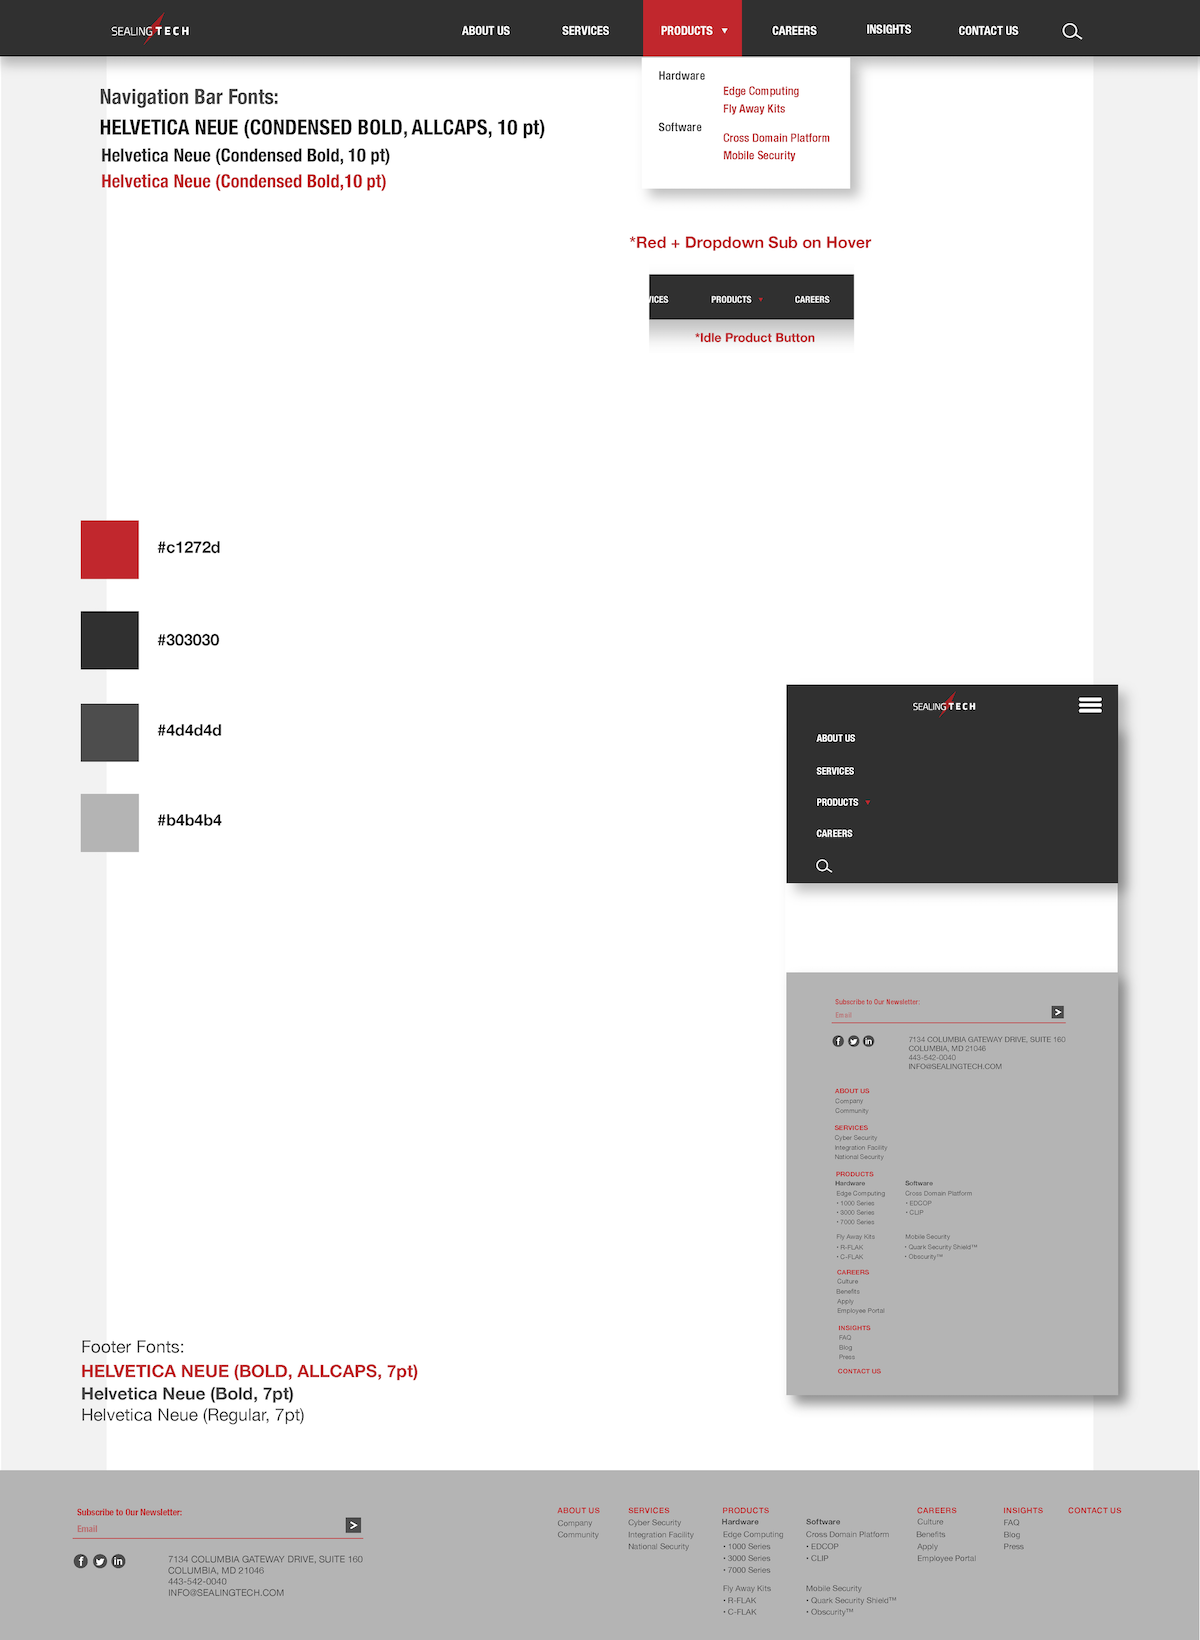 SEALING TECH
ABOUT US SERVICES PRODUCTS ▼ CAREERS INSIGHTS CONTACT US
Hardware
Edge Computing
Fly Away Kits
Software
Cross Domain Platform
Mobile Security
Navigation Bar Fonts:
HELVETICA NEUE (CONDENSED BOLD, ALLCAPS, 10 pt)
Helvetica Neue (Condensed Bold, 10 pt)
Helvetica Neue (Condensed Bold,10 pt)
*Red + Dropdown Sub on Hover
VICES PRODUCTS ▼ CAREERS
*Idle Product Button
#c1272d
#303030
#4d4d4d
#b4b4b4
SEALING TECH
ABOUT US
SERVICES
PRODUCTS ▼
CAREERS
Subscribe to Our Newsletter:
Email >
7134 COLUMBIA GATEWAY DRIVE, SUITE 160
COLUMBIA, MD 21046
443-542-0040
INFO@SEALINGTECH.COM
ABOUT US
Company
Community
SERVICES
Cyber Security
Integration Facility
National Security
PRODUCTS
Hardware
Edge Computing
• 1000 Series
• 3000 Series
• 7000 Series
Fly Away Kits
• R-FLAK
• C-FLAK
Software
Cross Domain Platform
• EDCOP
• CLIP
Mobile Security
• Quark Security Shield™
• Obscurity™
CAREERS
Culture
Benefits
Apply
Employee Portal
INSIGHTS
FAQ
Blog
Press
CONTACT US
Footer Fonts:
HELVETICA NEUE (BOLD, ALLCAPS, 7pt)
Helvetica Neue (Bold, 7pt)
Helvetica Neue (Regular, 7pt)
Subscribe to Our Newsletter:
Email >
7134 COLUMBIA GATEWAY DRIVE, SUITE 160
COLUMBIA, MD 21046
443-542-0040
INFO@SEALINGTECH.COM
ABOUT US
Company
Community
SERVICES
Cyber Security
Integration Facility
National Security
PRODUCTS
Hardware
Edge Computing
• 1000 Series
• 3000 Series
• 7000 Series
Fly Away Kits
• R-FLAK
• C-FLAK
Software
Cross Domain Platform
• EDCOP
• CLIP
Mobile Security
• Quark Security Shield™
• Obscurity™
CAREERS
Culture
Benefits
Apply
Employee Portal
INSIGHTS
FAQ
Blog
Press
CONTACT US